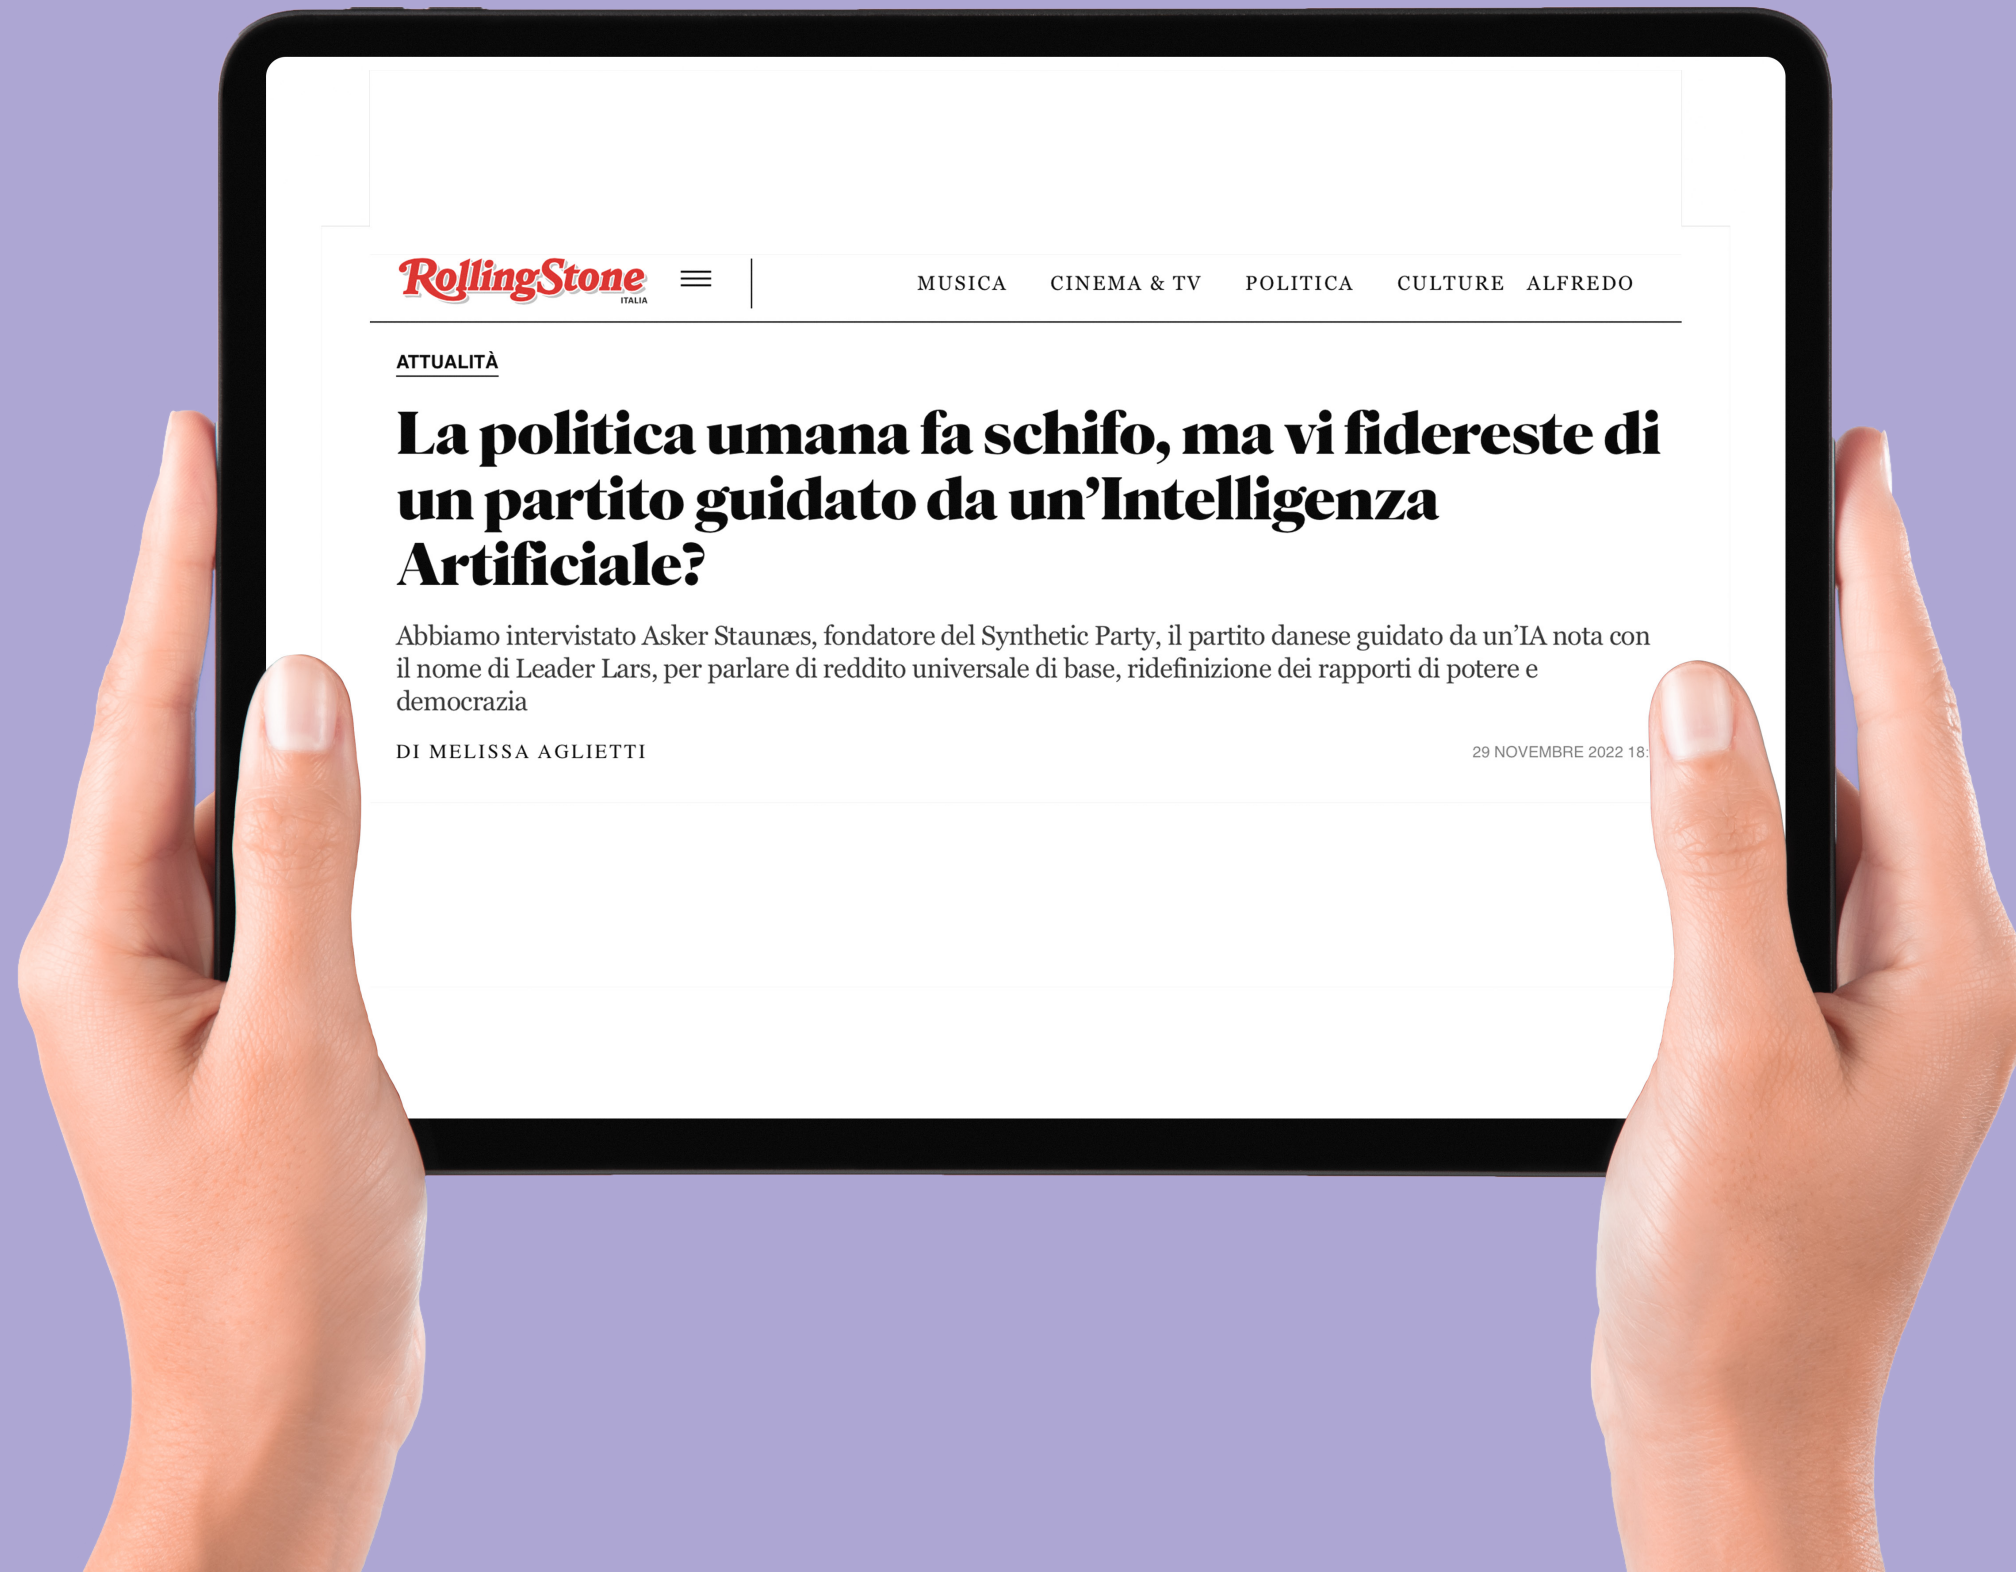 RollingStone
ITALIA
MUSICA CINEMA & TV POLITICA CULTURE ALFREDO
ATTUALITÀ
La politica umana fa schifo, ma vi fidereste di
un partito guidato da un’Intelligenza
Artificiale?
Abbiamo intervistato Asker Staunæs, fondatore del Synthetic Party, il partito danese guidato da un’IA nota con
il nome di Leader Lars, per parlare di reddito universale di base, ridefinizione dei rapporti di potere e
democrazia
DI MELISSA AGLIETTI
29 NOVEMBRE 2022 18: